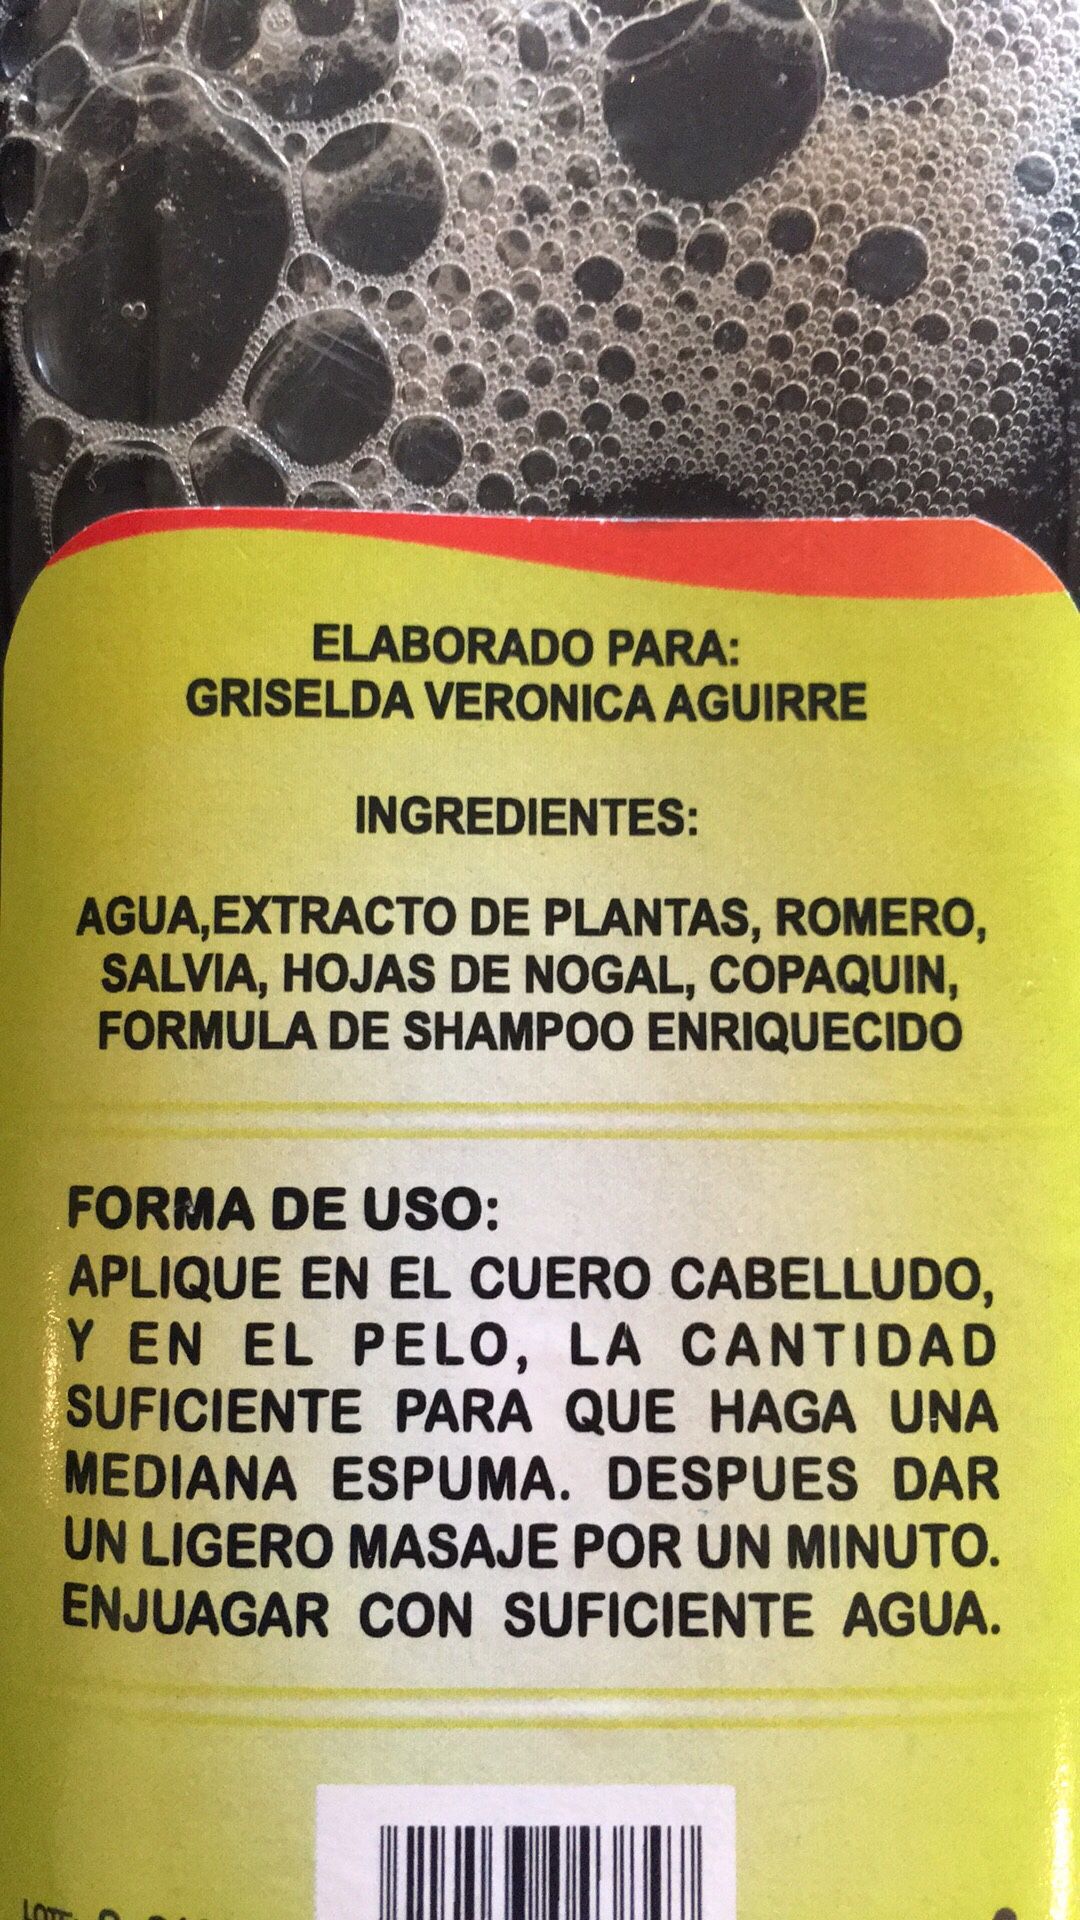 ELABORADO PARA:
GRISELDA VERONICA AGUIRRE
INGREDIENTES:
AGUA,EXTRACTO DE PLANTAS, ROMERO,
SALVIA, HOJAS DE NOGAL, COPAQUIN,
FORMULA DE SHAMPOO ENRIQUECIDO
FORMA DE USO:
APLIQUE EN EL CUERO CABELLUDO,
Y EN EL PELO, LA CANTIDAD
SUFICIENTE PARA QUE HAGA UNA
MEDIANA ESPUMA. DESPUES DAR
UN LIGERO MASAJE POR UN MINUTO.
ENJUAGAR CON SUFICIENTE AGUA.
LOTE: